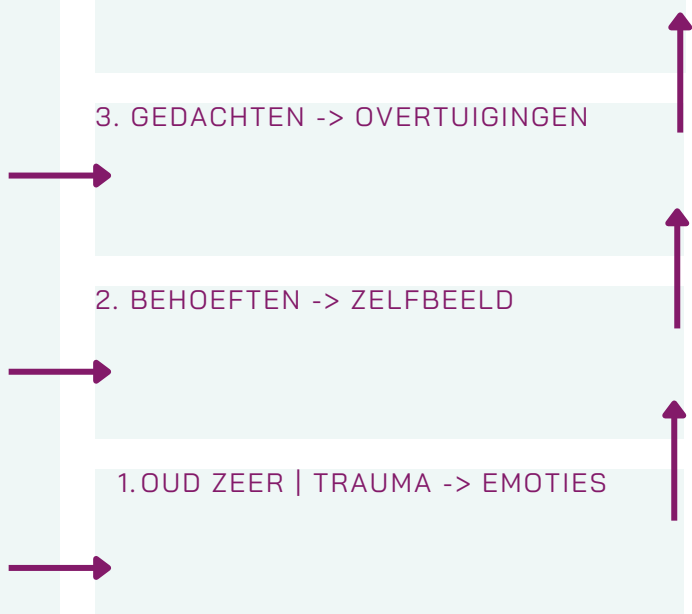 3. GEDACHTEN -> OVERTUIGINGEN
2. BEHOEFTEN -> ZELFBEELD
1. OUD ZEER | TRAUMA -> EMOTIES